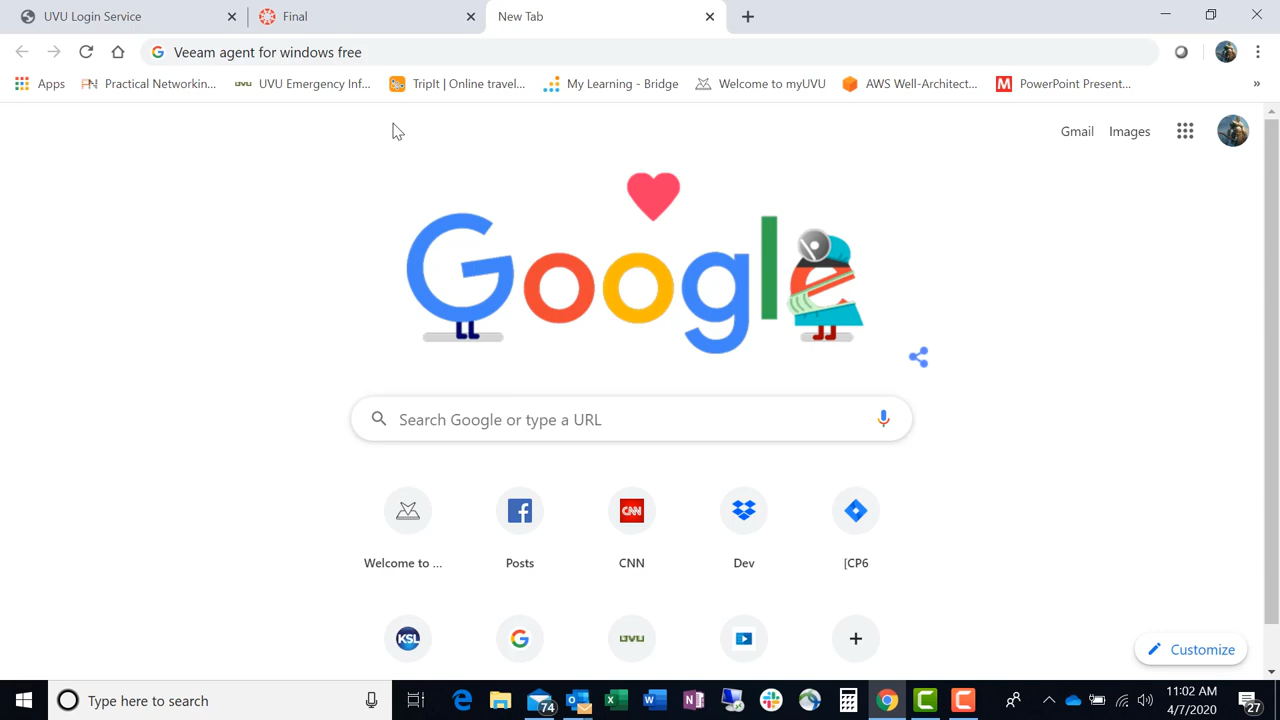 UVU Login Service
Final
New Tab
Veeam agent for windows free
Apps
Practical Networkin...
UVU
UVU Emergency Inf...
TripIt | Online travel...
My Learning - Bridge
Welcome to myUVU
AWS Well-Architect...
M
PowerPoint Present...
»
Gmail
Images
Google
Search Google or type a URL
CNN
Welcome to ...
Posts
CNN
Dev
[CP6
KSL
G
UVU
+
Customize
Type here to search
74
11:02 AM
4/7/2020
27